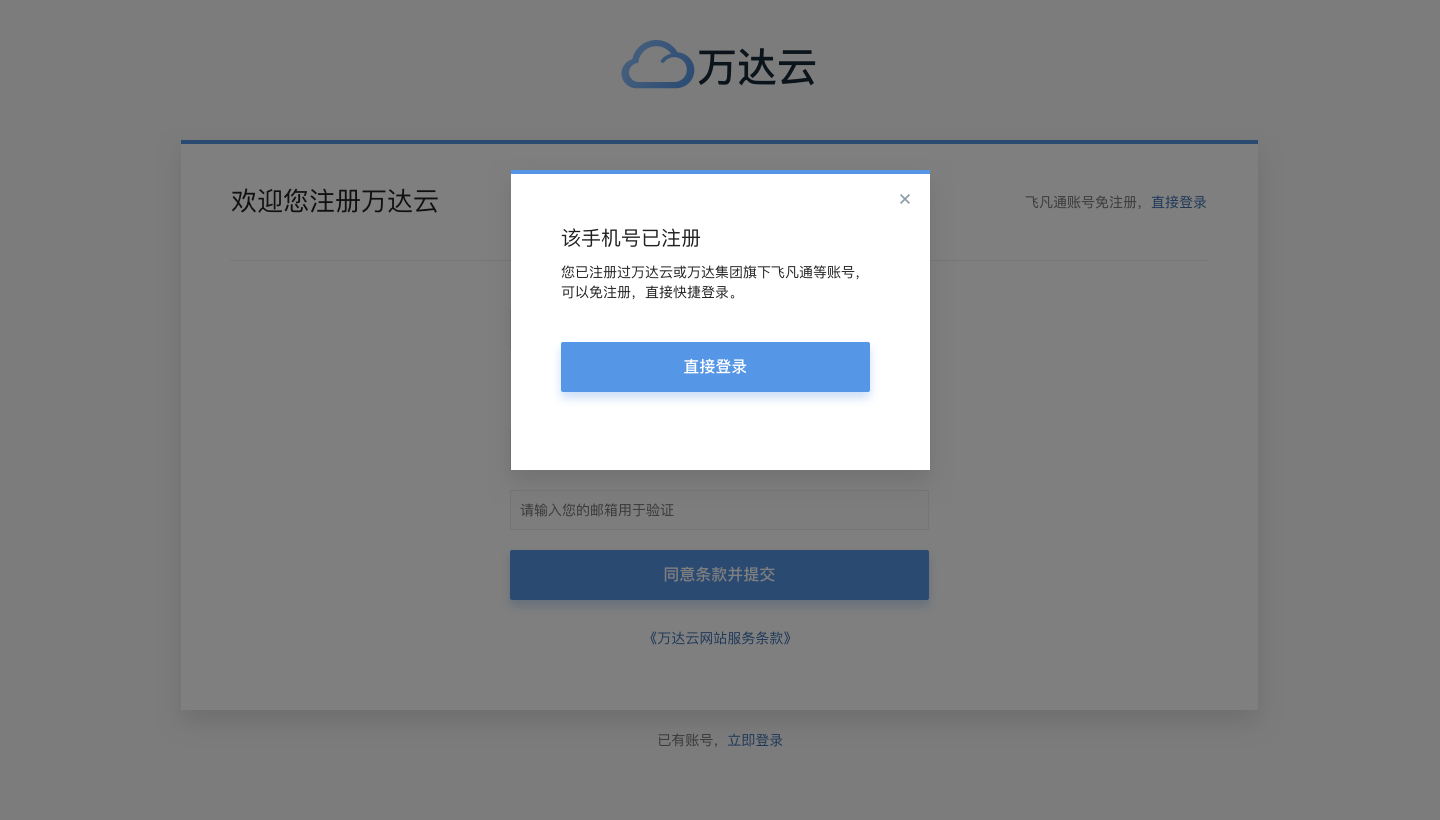 万达云
欢迎您注册万达云
飞凡通账号免注册，直接登录
该手机号已注册
您已注册过万达云或万达集团旗下飞凡通等账号，
可以免注册，直接快捷登录。
直接登录
请输入您的邮箱用于验证
同意条款并提交
《万达云网站服务条款》
已有账号，立即登录